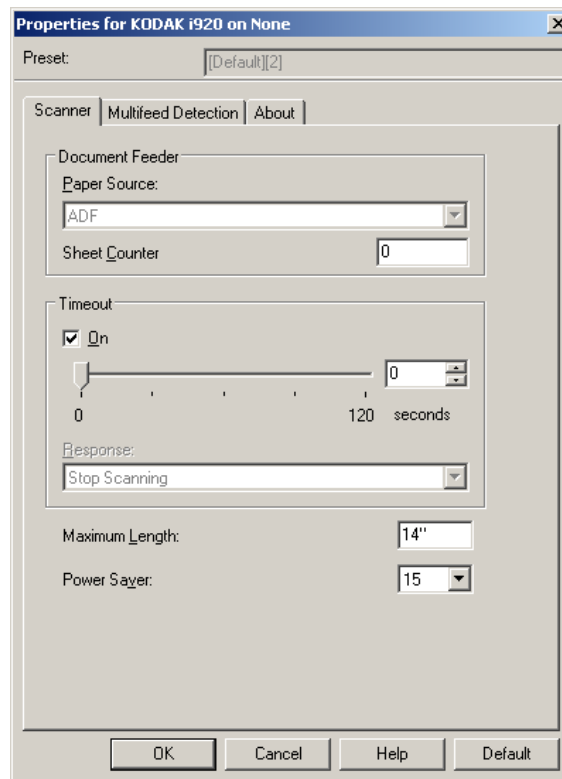 Properties for KODAK i920 on None
Preset:
[Default][2]
Scanner
Multifeed Detection
About
Document Feeder
Paper Source:
ADF
Sheet Counter
0
Timeout
On
0
0
120
seconds
Response:
Stop Scanning
Maximum Length:
14"
Power Saver:
15
OK
Cancel
Help
Default